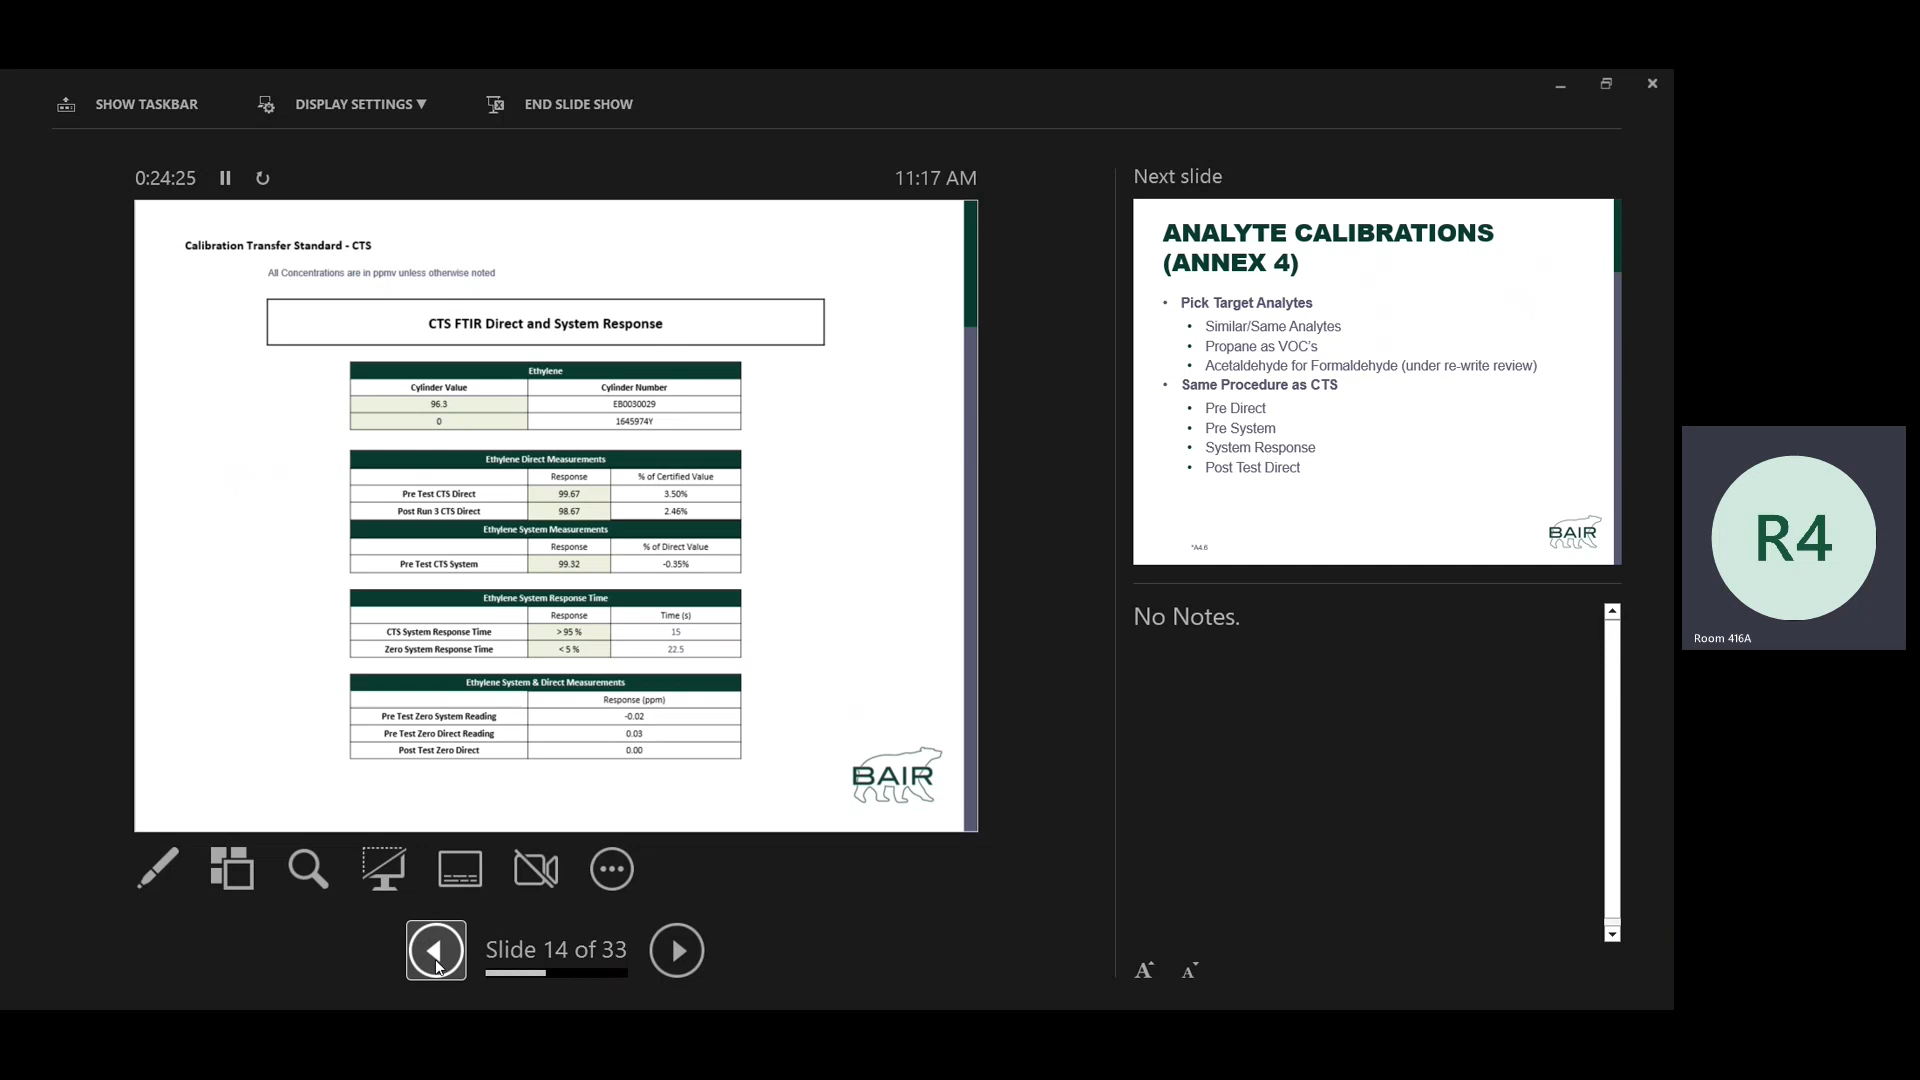 SHOW TASKBAR
DISPLAY SETTINGS ▼
END SLIDE SHOW
0:24:25
11:17 AM
Calibration Transfer Standard - CTS
All Concentrations are in ppmv unless otherwise noted
CTS FTIR Direct and System Response
Ethylene
Cylinder Value Cylinder Number
96.3 EB0030029
0 1645974Y
Ethylene Direct Measurements
Response % of Certified Value
Pre Test CTS Direct 99.67 3.50%
Post Run 3 CTS Direct 98.67 2.46%
Ethylene System Measurements
Response % of Direct Value
Pre Test CTS System 99.32 -0.35%
Ethylene System Response Time
Response Time (s)
CTS System Response Time > 95 % 15
Zero System Response Time < 5 % 22.5
Ethylene System & Direct Measurements
Response (ppm)
Pre Test Zero System Reading -0.02
Pre Test Zero Direct Reading 0.03
Post Test Zero Direct 0.00
BAIR
Slide 14 of 33
Next slide
ANALYTE CALIBRATIONS
(ANNEX 4)
• Pick Target Analytes
• Similar/Same Analytes
• Propane as VOC's
• Acetaldehyde for Formaldehyde (under re-write review)
• Same Procedure as CTS
• Pre Direct
• Pre System
• System Response
• Post Test Direct
*A4.6
BAIR
No Notes.
A A
R4
Room 416A